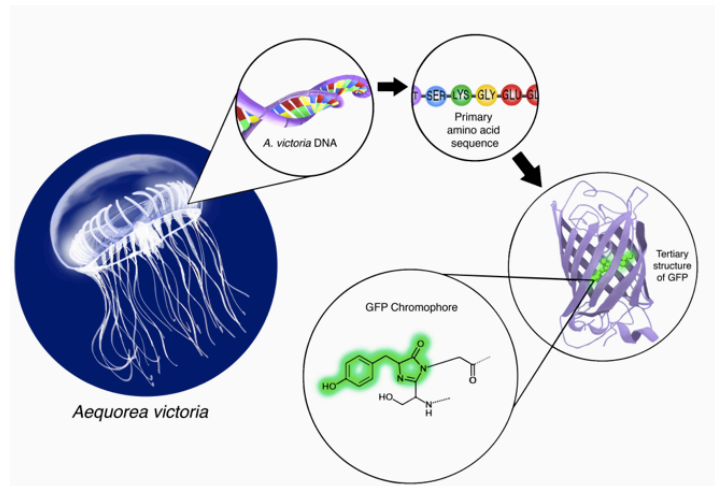 A. victoria DNA
T SER LYS GLY GLU GL
Primary
amino acid
sequence
Tertiary
structure
of GFP
GFP Chromophore
O
HO
N
N
O
HO
N
H
Aequorea victoria